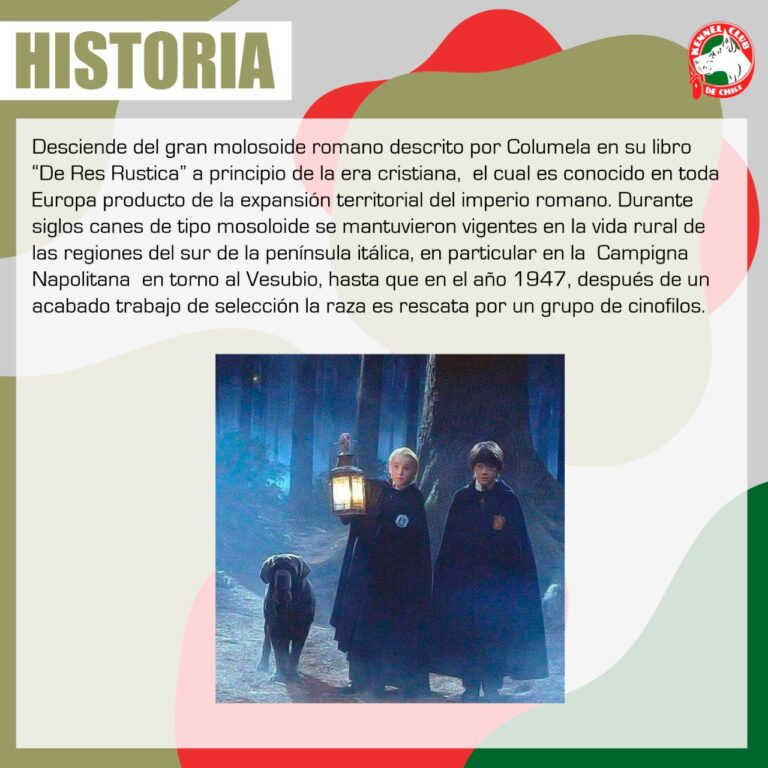 HISTORIA
KENNEL CLUB
DE CHILE
Desciende del gran molosoide romano descrito por Columela en su libro
“De Res Rustica” a principio de la era cristiana, el cual es conocido en toda
Europa producto de la expansión territorial del imperio romano. Durante
siglos canes de tipo mosoloide se mantuvieron vigentes en la vida rural de
las regiones del sur de la península itálica, en particular en la Campigna
Napolitana en torno al Vesubio, hasta que en el año 1947, después de un
acabado trabajo de selección la raza es rescata por un grupo de cinofilos.